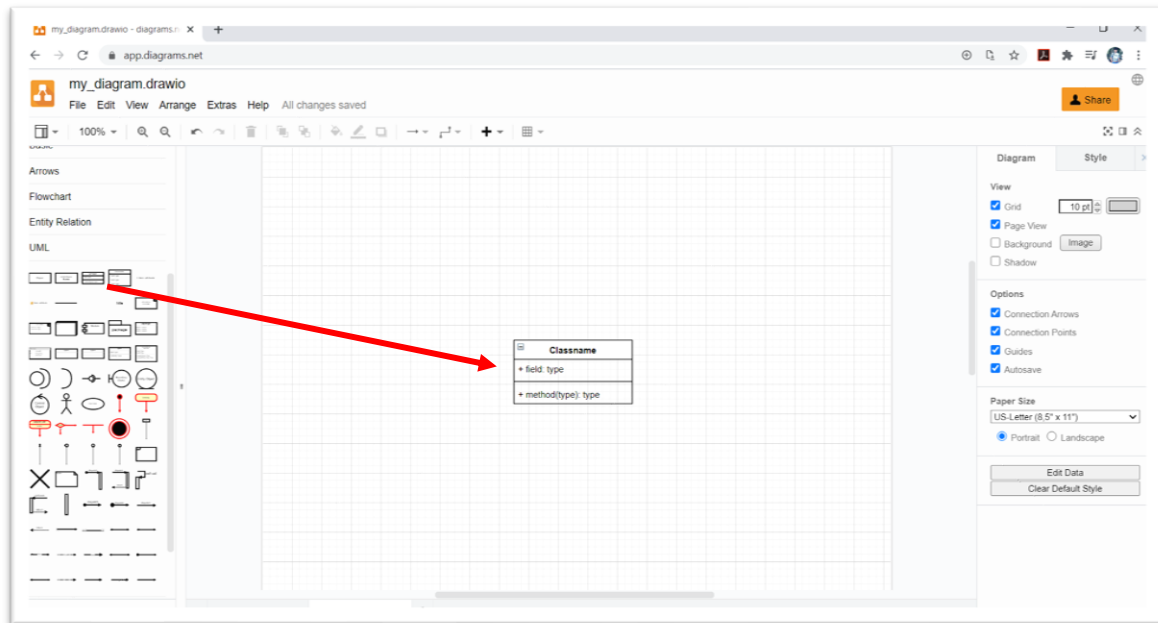 my_diagram.drawio - diagrams.n
app.diagrams.net
my_diagram.drawio
File Edit View Arrange Extras Help All changes saved
Share
100%
Arrows
Flowchart
Entity Relation
UML
Classname
+ field: type
+ method(type): type
Diagram Style
View
Grid 10 pt
Page View
Background Image
Shadow
Options
Connection Arrows
Connection Points
Guides
Autosave
Paper Size
US-Letter (8,5" x 11")
Portrait Landscape
Edit Data
Clear Default Style